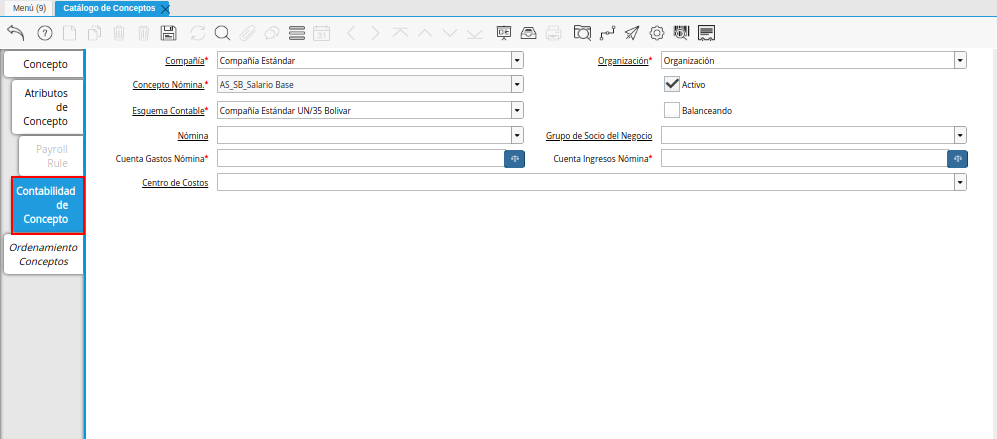 Menú (9) Catálogo de Conceptos
31
Concepto
Atributos
de
Concepto
Payroll
Rule
Contabilidad
de
Concepto
Ordenamiento
Conceptos
Compañía* Compañía Estándar Organización* Organización
Concepto Nómina.* AS_SB_Salario Base Activo
Esquema Contable* Compañía Estándar UN/35 Bolivar Balanceando
Nómina Grupo de Socio del Negocio
Cuenta Gastos Nómina* Cuenta Ingresos Nómina*
Centro de Costos